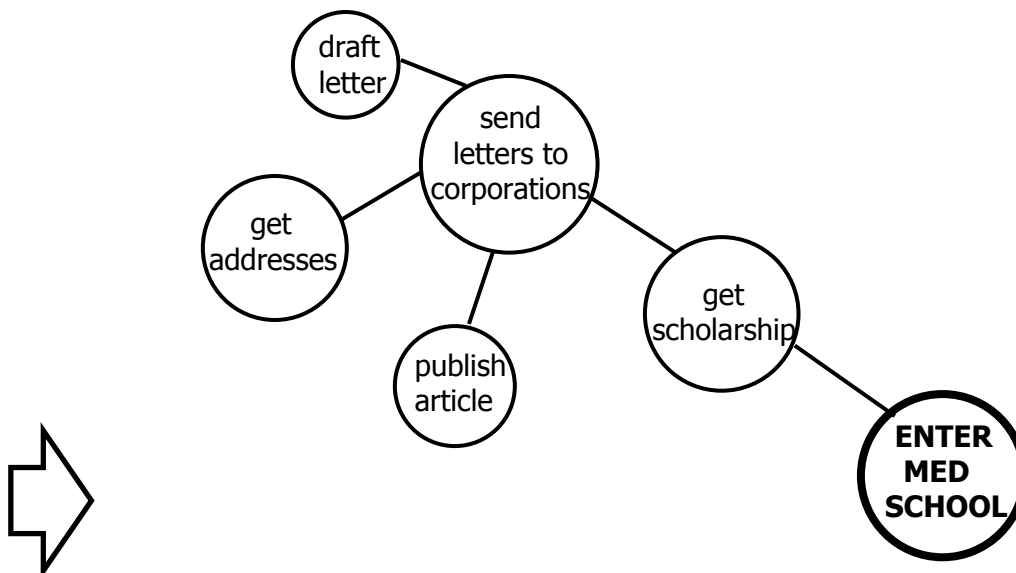 draft
letter
send
letters to
corporations
get
addresses
get
scholarship
publish
article
ENTER
MED
SCHOOL